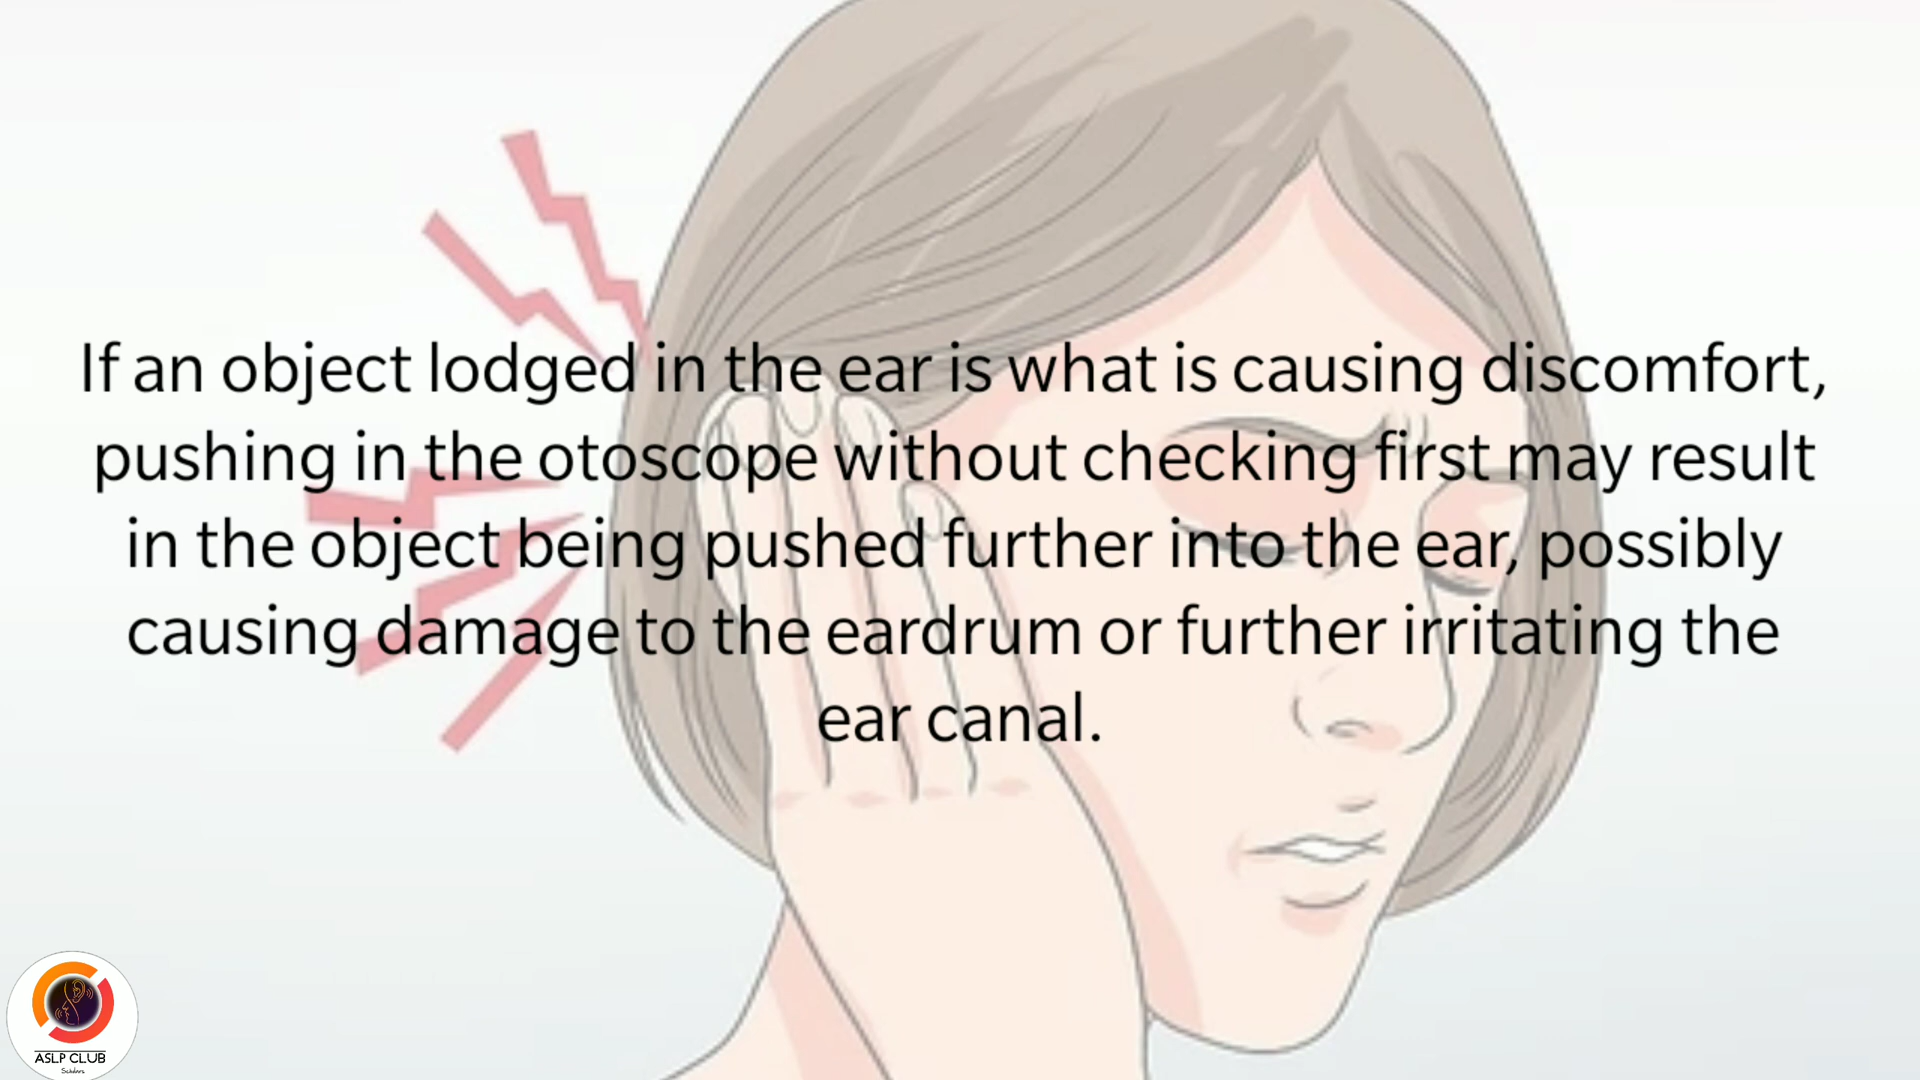 If an object lodged in the ear is what is causing discomfort,
pushing in the otoscope without checking first may result
in the object being pushed further into the ear, possibly
causing damage to the eardrum or further irritating the
ear canal.
ASLP CLUB
Scholars